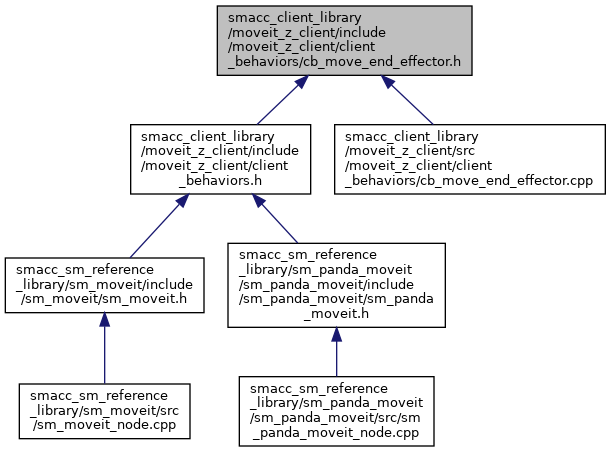 smacc_client_library
/moveit_z_client/include
/moveit_z_client/client
_behaviors/cb_move_end_effector.h
smacc_client_library
/moveit_z_client/include
/moveit_z_client/client
_behaviors.h
smacc_client_library
/moveit_z_client/src
/moveit_z_client/client
_behaviors/cb_move_end_effector.cpp
smacc_sm_reference
_library/sm_moveit/include
/sm_moveit/sm_moveit.h
smacc_sm_reference
_library/sm_panda_moveit
/sm_panda_moveit/include
/sm_panda_moveit/sm_panda
_moveit.h
smacc_sm_reference
_library/sm_moveit/src
/sm_moveit_node.cpp
smacc_sm_reference
_library/sm_panda_moveit
/sm_panda_moveit/src/sm
_panda_moveit_node.cpp